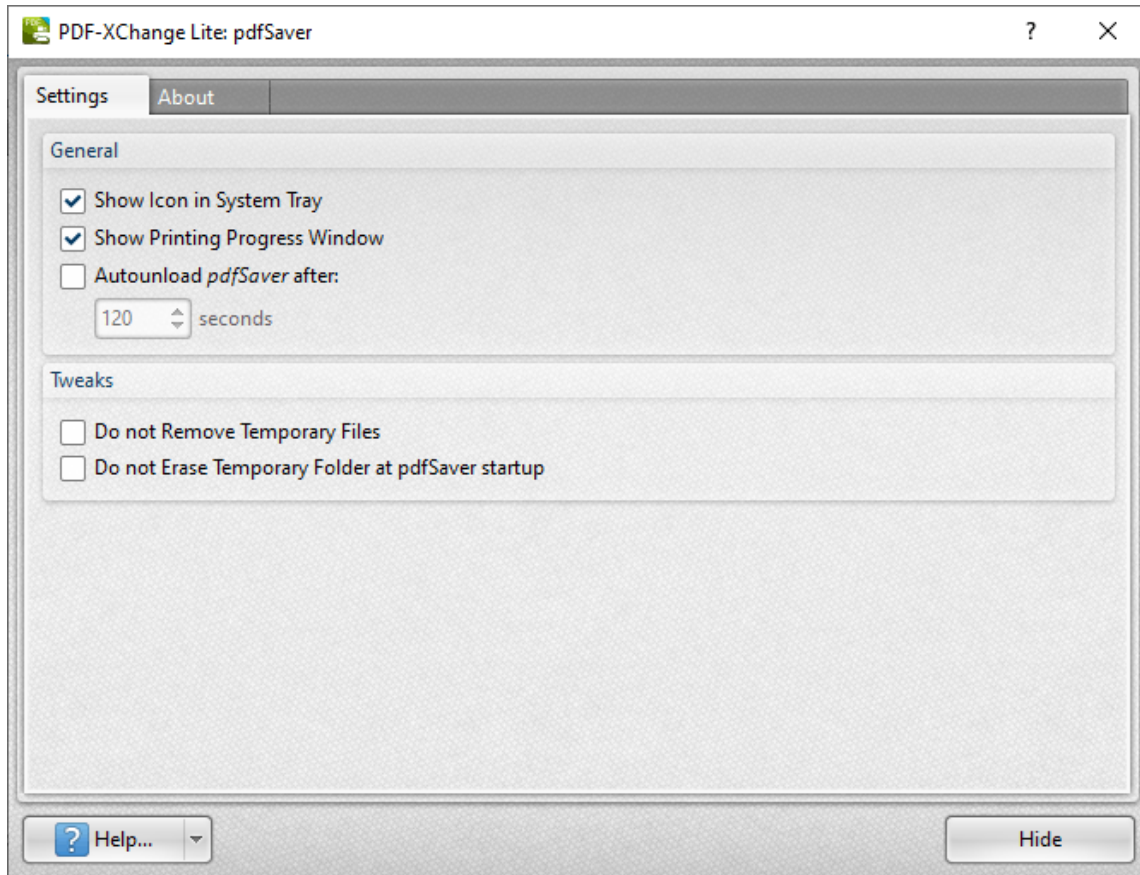 PDF-XChange Lite: pdfSaver
Settings
About
General
Show Icon in System Tray
Show Printing Progress Window
Autounload pdfSaver after:
120 seconds
Tweaks
Do not Remove Temporary Files
Do not Erase Temporary Folder at pdfSaver startup
Help...
Hide